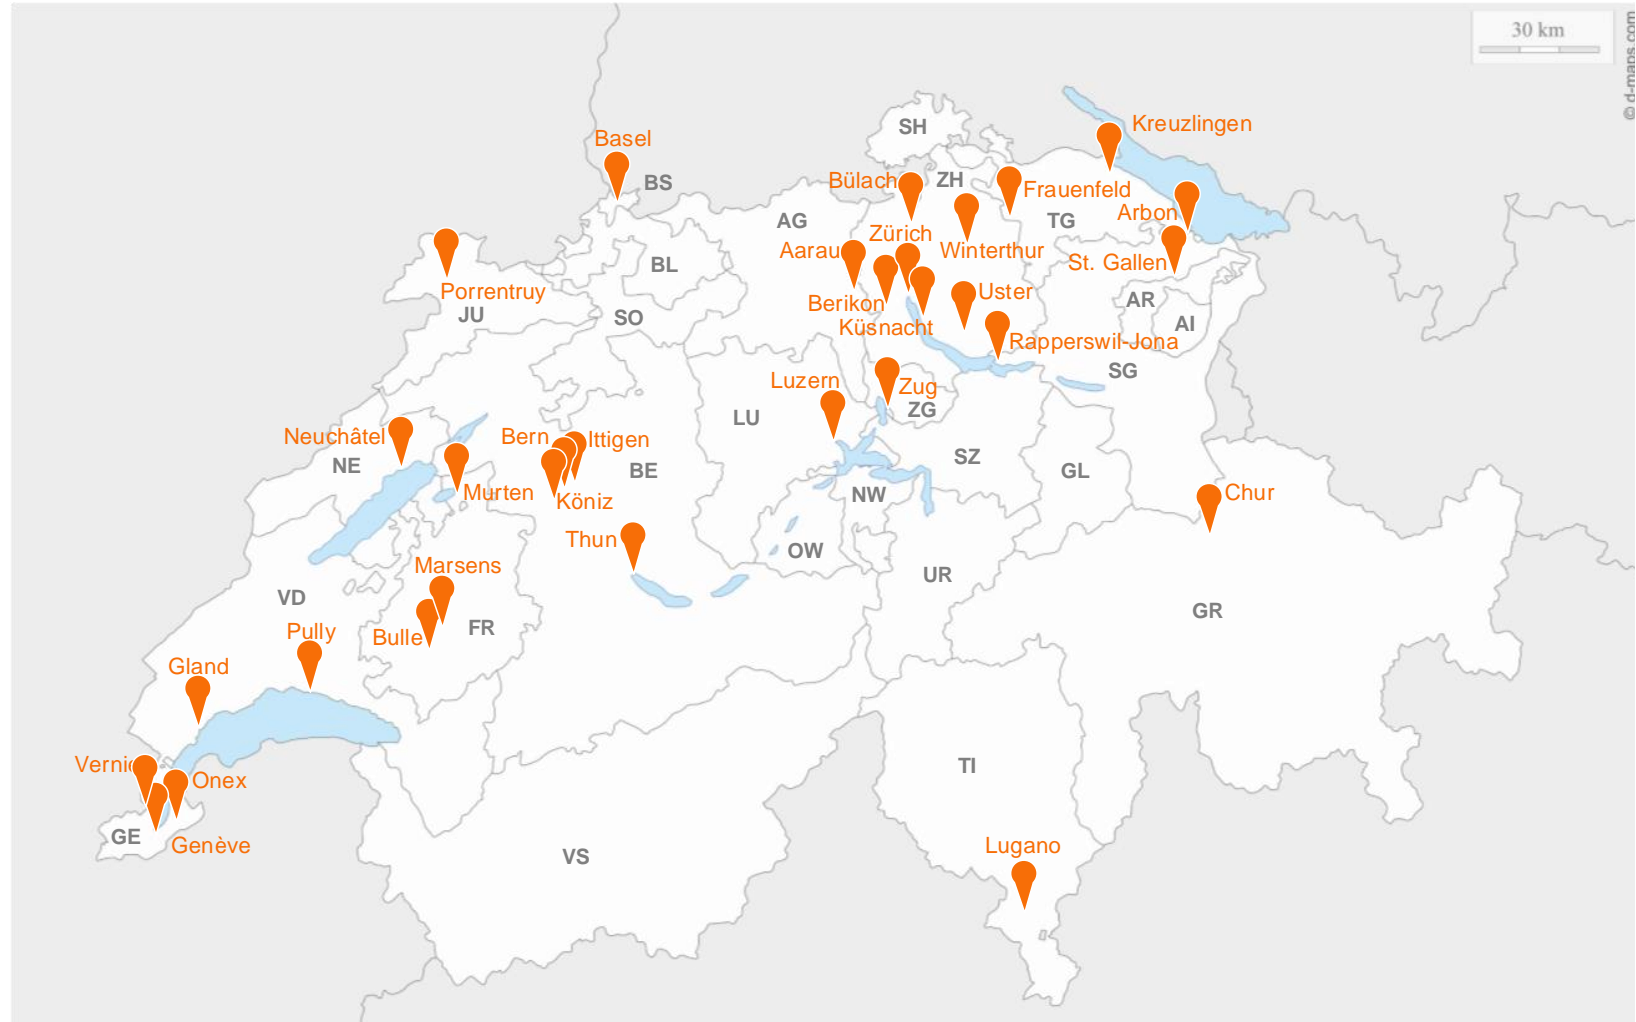 30 km
© d-maps.com
Kreuzlingen
SH
Basel
BS
Bülach
ZH
Frauenfeld
Arbon
AG
TG
Zürich
Aarau
Winterthur
St. Gallen
BL
Porrentruy
JU
SO
Berikon
Uster
Küsnacht
AR
AI
Rapperswil-Jona
SG
Luzern
Zug
ZG
LU
Neuchâtel
NE
Bern
Ittigen
BE
SZ
GL
Murten
Köniz
NW
Chur
Thun
OW
Marsens
UR
VD
GR
Pully
Bulle
FR
Gland
Vernie
Onex
TI
GE
Genève
VS
Lugano